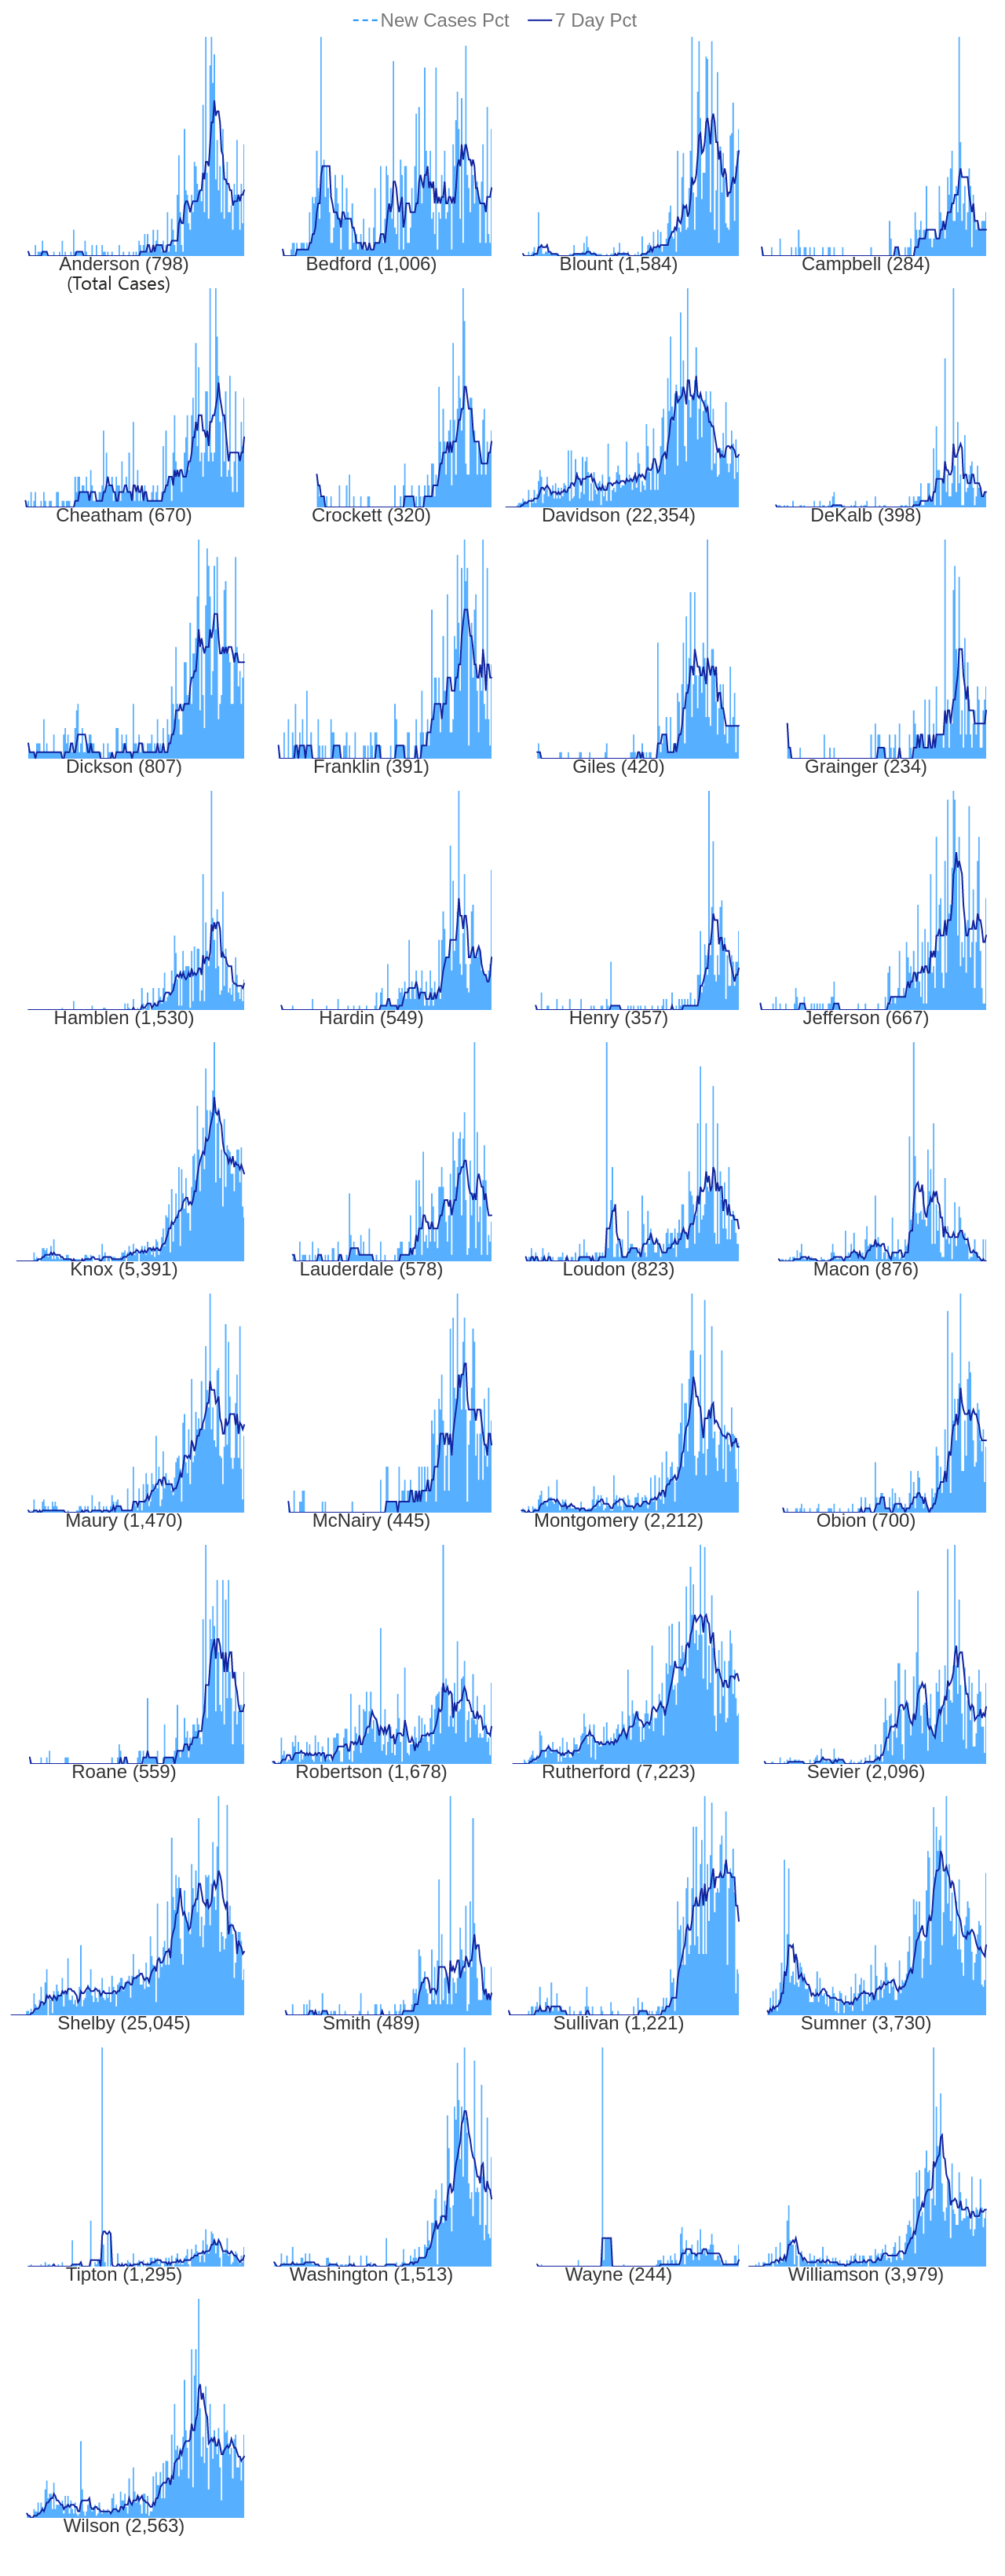 New Cases Pct 7 Day Pct
Anderson (798) Bedford (1,006) Blount (1,584) Campbell (284)
(Total Cases)
Cheatham (670) Crockett (320) Davidson (22,354) DeKalb (398)
Dickson (807) Franklin (391) Giles (420) Grainger (234)
Hamblen (1,530) Hardin (549) Henry (357) Jefferson (667)
Knox (5,391) Lauderdale (578) Loudon (823) Macon (876)
Maury (1,470) McNairy (445) Montgomery (2,212) Obion (700)
Roane (559) Robertson (1,678) Rutherford (7,223) Sevier (2,096)
Shelby (25,045) Smith (489) Sullivan (1,221) Sumner (3,730)
Tipton (1,295) Washington (1,513) Wayne (244) Williamson (3,979)
Wilson (2,563)